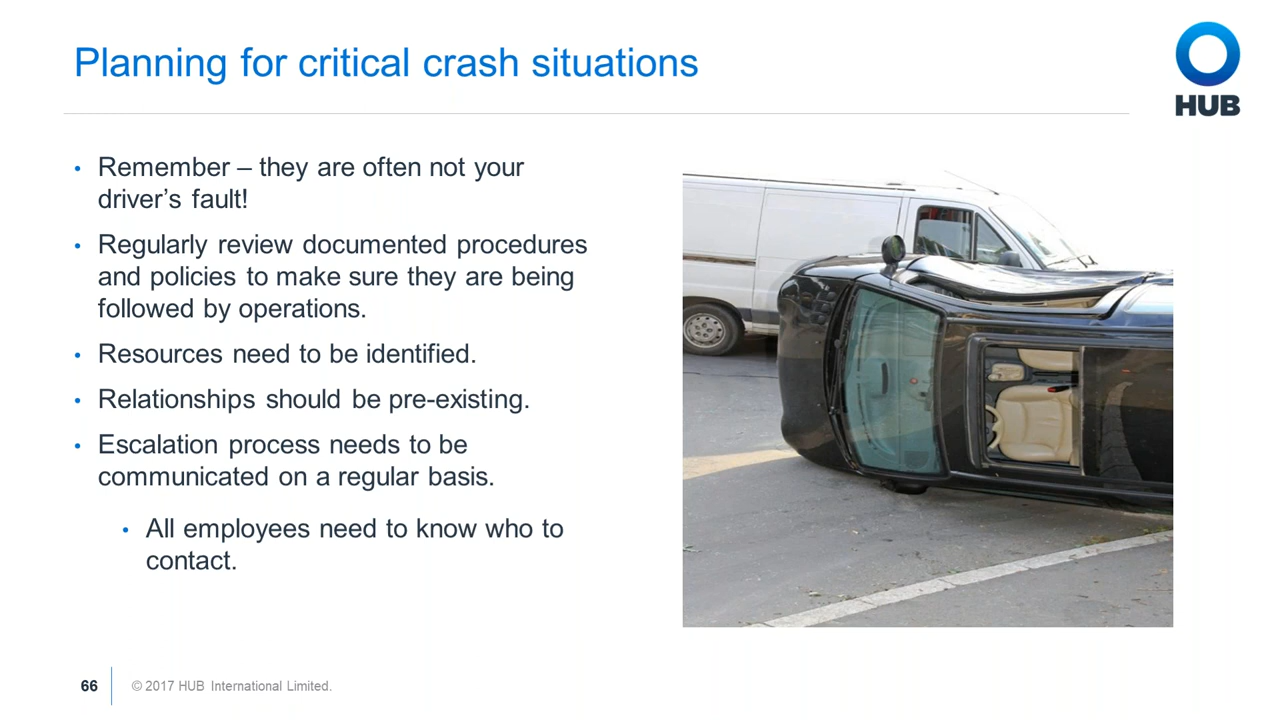 Planning for critical crash situations
HUB
• Remember – they are often not your
driver’s fault!
• Regularly review documented procedures
and policies to make sure they are being
followed by operations.
• Resources need to be identified.
• Relationships should be pre-existing.
• Escalation process needs to be
communicated on a regular basis.
• All employees need to know who to
contact.
66
© 2017 HUB International Limited.